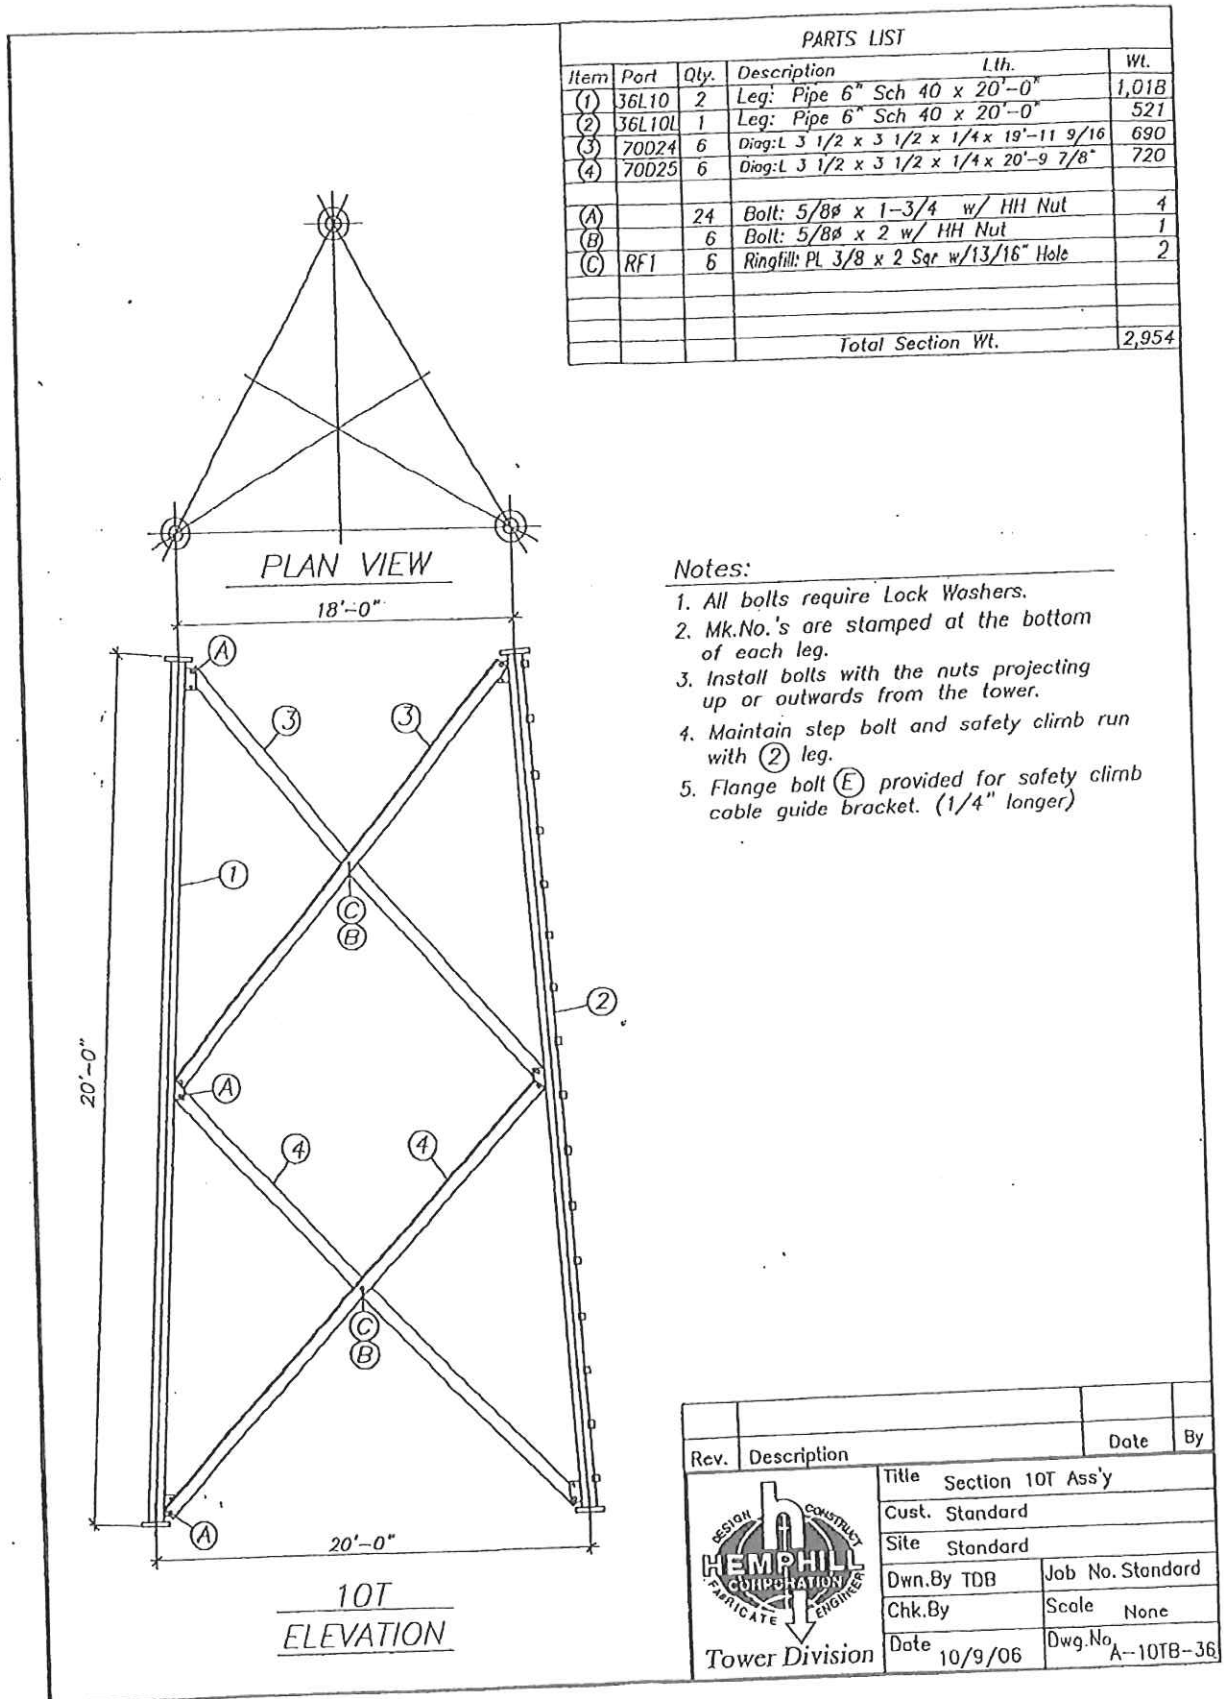 PARTS LIST
Item Part Qty. Description Lth. Wt.
1 36L10 2 Leg: Pipe 6" Sch 40 x 20'-0" 1,018
2 36L10L 1 Leg: Pipe 6" Sch 40 x 20'-0" 521
3 70D24 6 Diag:L 3 1/2 x 3 1/2 x 1/4 x 19'-11 9/16 690
4 70D25 6 Diag:L 3 1/2 x 3 1/2 x 1/4 x 20'-9 7/8" 720
A 24 Bolt: 5/8ø x 1-3/4 w/ HH Nut 4
B 6 Bolt: 5/8ø x 2 w/ HH Nut 1
C RF1 6 Ringfill: PL 3/8 x 2 Sqr w/13/16" Hole 2
Total Section Wt. 2,954
PLAN VIEW
18'-0"
Notes:
1. All bolts require Lock Washers.
2. Mk.No.'s are stamped at the bottom
of each leg.
3. Install bolts with the nuts projecting
up or outwards from the tower.
4. Maintain step bolt and safety climb run
with 2 leg.
5. Flange bolt E provided for safety climb
cable guide bracket. (1/4" longer)
A
3
3
1
C
B
2
20'-0"
A
4
4
C
B
A
20'-0"
10T
ELEVATION
Rev. Description Date By
Title Section 10T Ass'y
Cust. Standard
Site Standard
Dwn.By TDB Job No. Standard
Chk.By Scale None
Date 10/9/06 Dwg.No. A-10TB-36
DESIGN CONSTRUCT
h
HEMPHILL
CORPORATION
FABRICATE ENGINEER
Tower Division